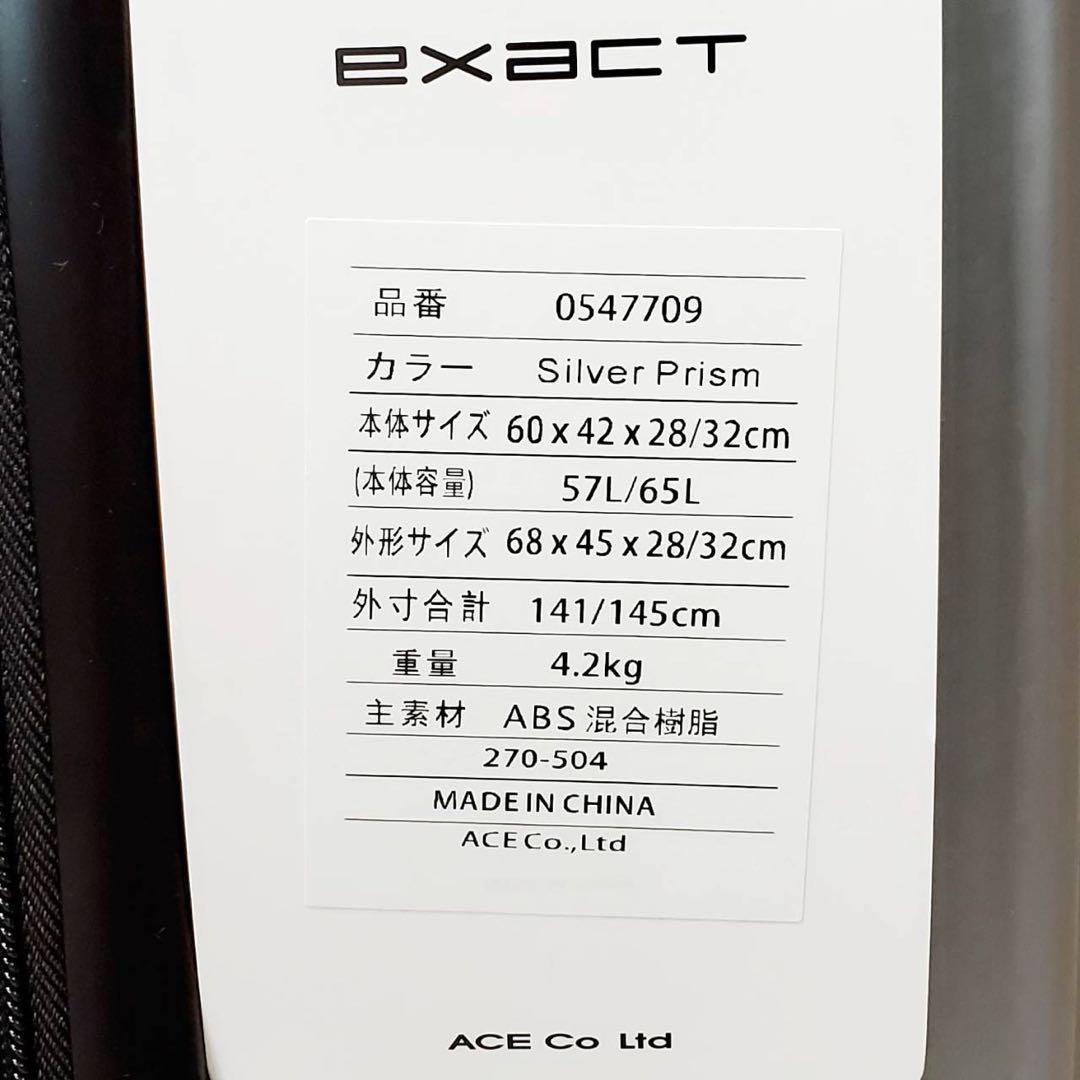 exact
品番 0547709
カラー Silver Prism
本体サイズ 60 x 42 x 28/32cm
(本体容量) 57L/65L
外形サイズ 68 x 45 x 28/32cm
外寸合計 141/145cm
重量 4.2kg
主素材 ABS 混合樹脂
270-504
MADE IN CHINA
ACE Co.,Ltd
ACE Co Ltd